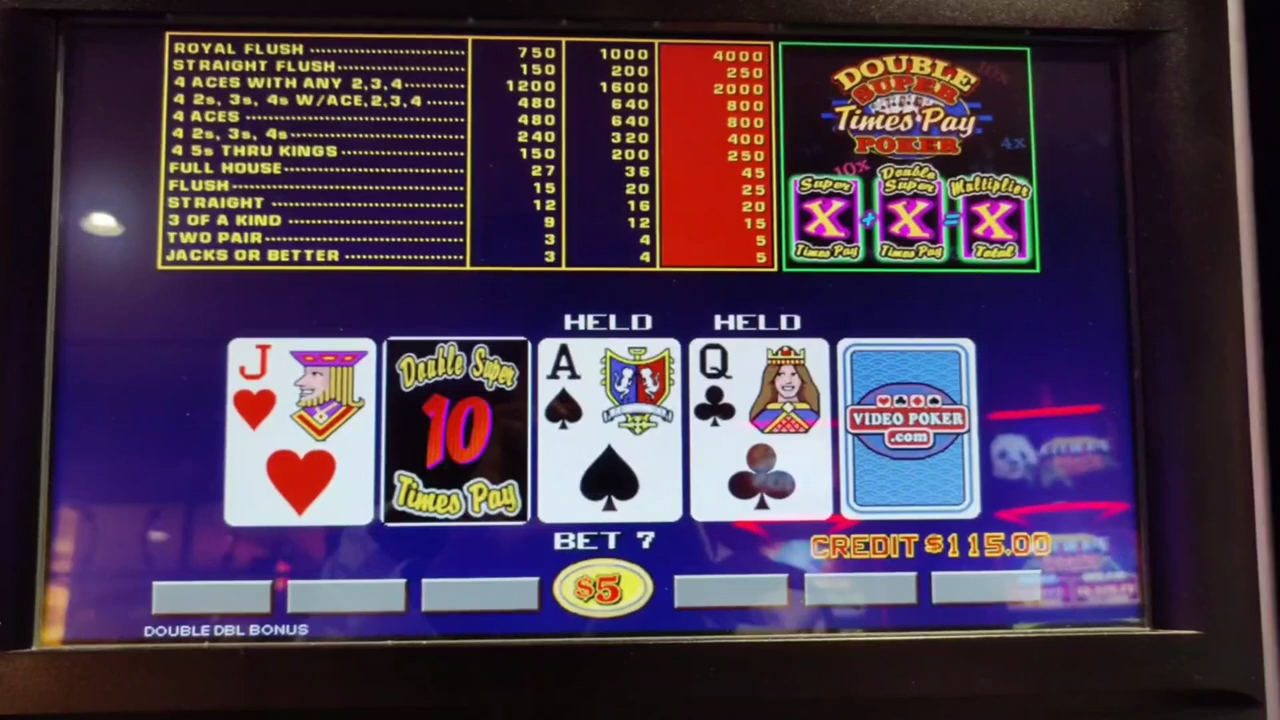 ROYAL FLUSH 750 1000 4000
STRAIGHT FLUSH 150 200 250
4 ACES WITH ANY 2,3,4 1200 1600 2000
4 2s, 3s, 4s W/ACE,2,3,4 480 640 800
4 ACES 480 640 800
4 2s, 3s, 4s 240 320 400
4 5s THRU KINGS 150 200 250
FULL HOUSE 27 36 45
FLUSH 15 20 25
STRAIGHT 12 16 20
3 OF A KIND 9 12 15
TWO PAIR 3 4 5
JACKS OR BETTER 3 4 5
DOUBLE
SUPER
Times Pay
POKER
10x
4x
10x
Super Double Super Multiplier
X + X = X
Times Pay Times Pay Total
HELD HELD
J Double Super A Q
10
Times Pay
VIDEO POKER
.com
BET 7
CREDIT $115.00
$5
DOUBLE DBL BONUS